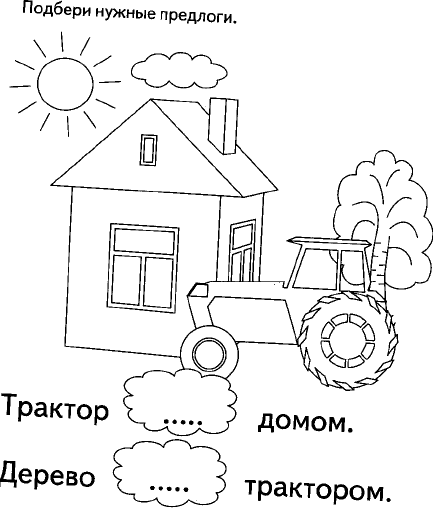 Подбери нужные предлоги.
Трактор ..... домом.
Дерево ..... трактором.